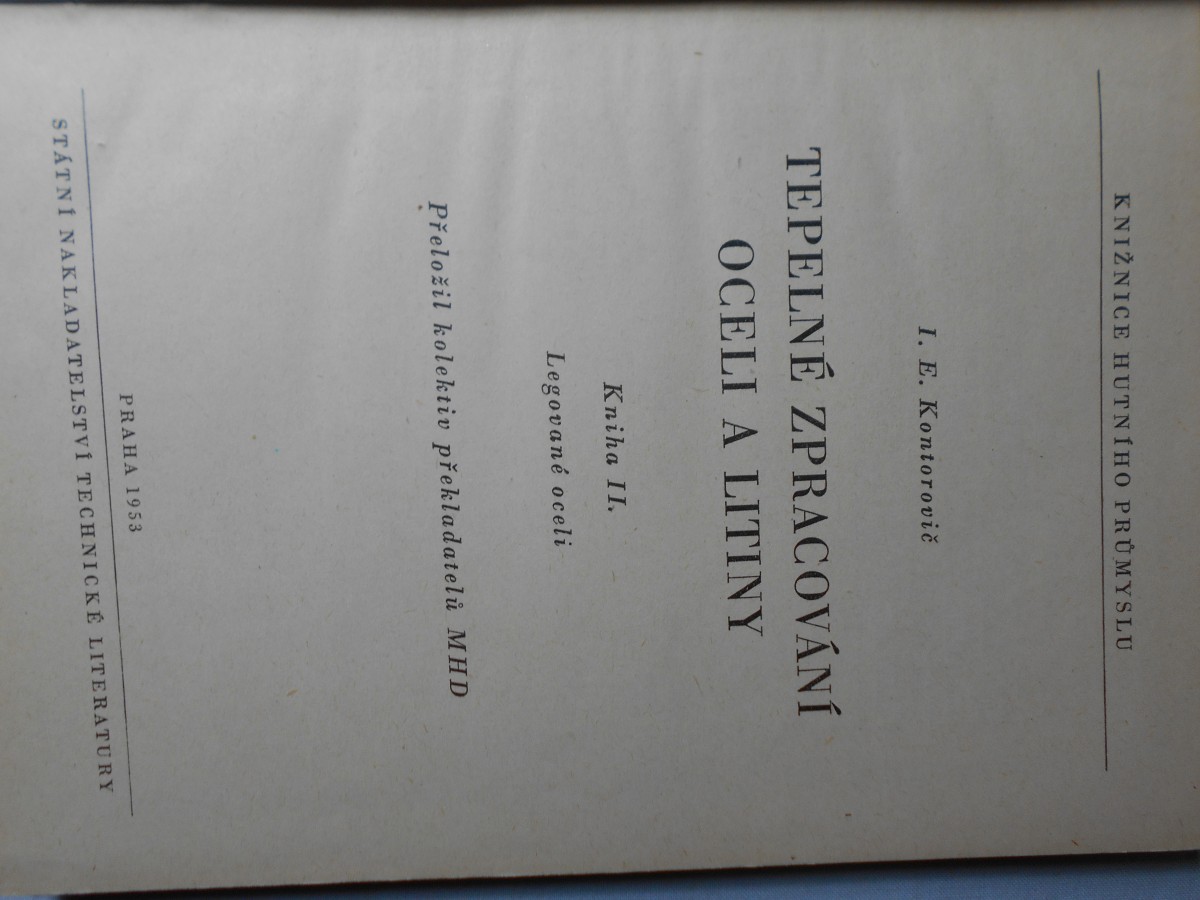 KNIŽNICE HUTNÍHO PRŮMYSLU
I. E. Kontorovič
TEPELNÉ ZPRACOVÁNÍ
OCELI A LITINY
Kniha II.
Legované oceli
Přeložil kolektiv překladatelů MHD
PRAHA 1953
STÁTNÍ NAKLADATELSTVÍ TECHNICKÉ LITERATURY